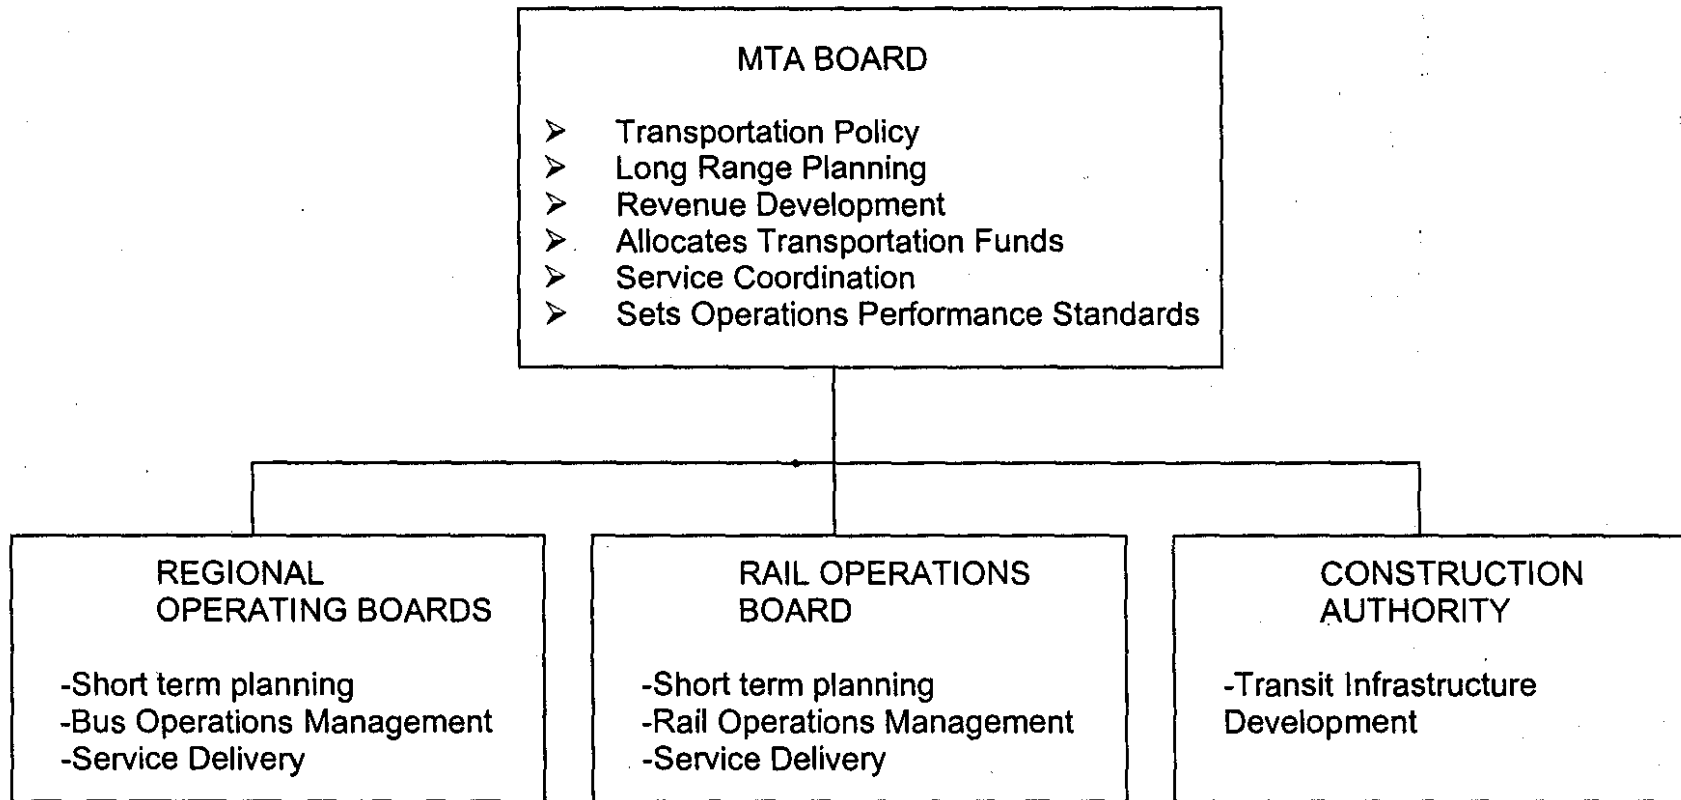 MTA BOARD
➢ Transportation Policy
➢ Long Range Planning
➢ Revenue Development
➢ Allocates Transportation Funds
➢ Service Coordination
➢ Sets Operations Performance Standards
REGIONAL
OPERATING BOARDS
-Short term planning
-Bus Operations Management
-Service Delivery
RAIL OPERATIONS
BOARD
-Short term planning
-Rail Operations Management
-Service Delivery
CONSTRUCTION
AUTHORITY
-Transit Infrastructure
Development